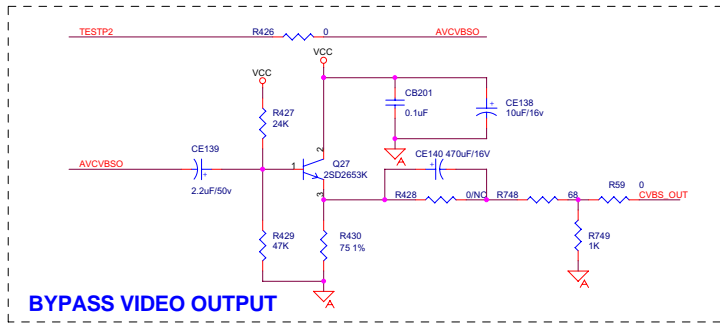 TESTP2 R426 0 AVCVBSO
VCC
VCC
CB201
0.1uF
CE138
10uF/16v
+
R427
24K
A
CE139
CE140 470uF/16V
+
2
AVCVBSO
1
Q27
2SD2653K
+
2.2uF/50v
3
R428 0/NC R748 68 R59 0
CVBS_OUT
R429
47K
R430
75 1%
R749
1K
A
A
BYPASS VIDEO OUTPUT